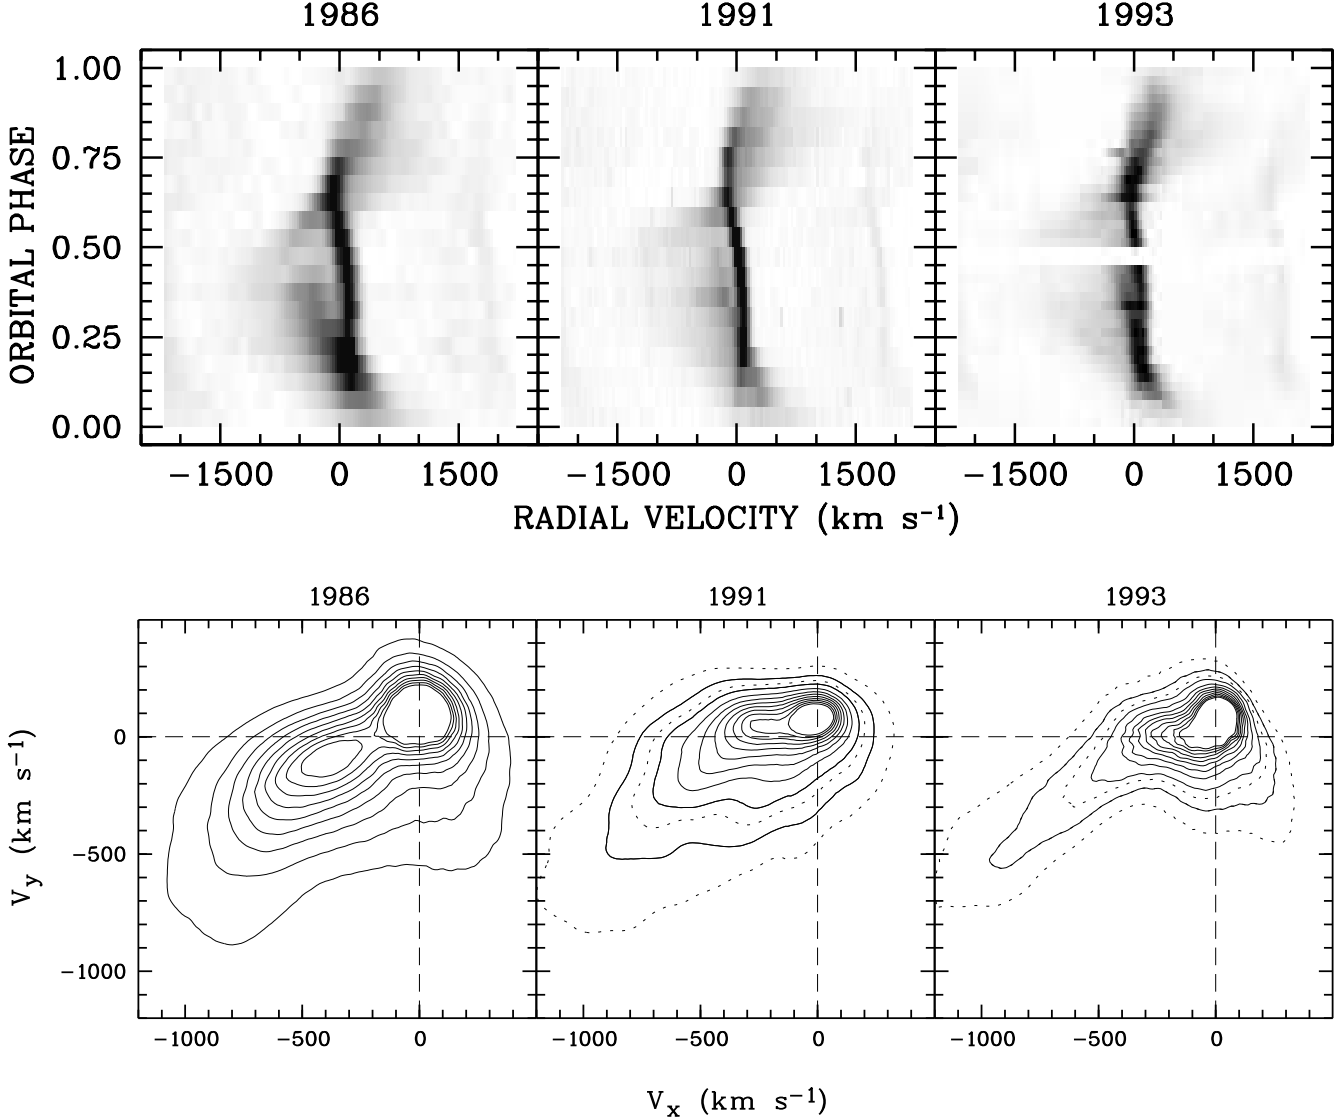 1986 1991 1993
1.00
0.75
0.50
0.25
0.00
ORBITAL PHASE
−1500 0 1500 −1500 0 1500 −1500 0 1500
RADIAL VELOCITY (km s⁻¹)
1986 1991 1993
0
−500
−1000
Vy (km s⁻¹)
−1000 −500 0 −1000 −500 0 −1000 −500 0
Vx (km s⁻¹)